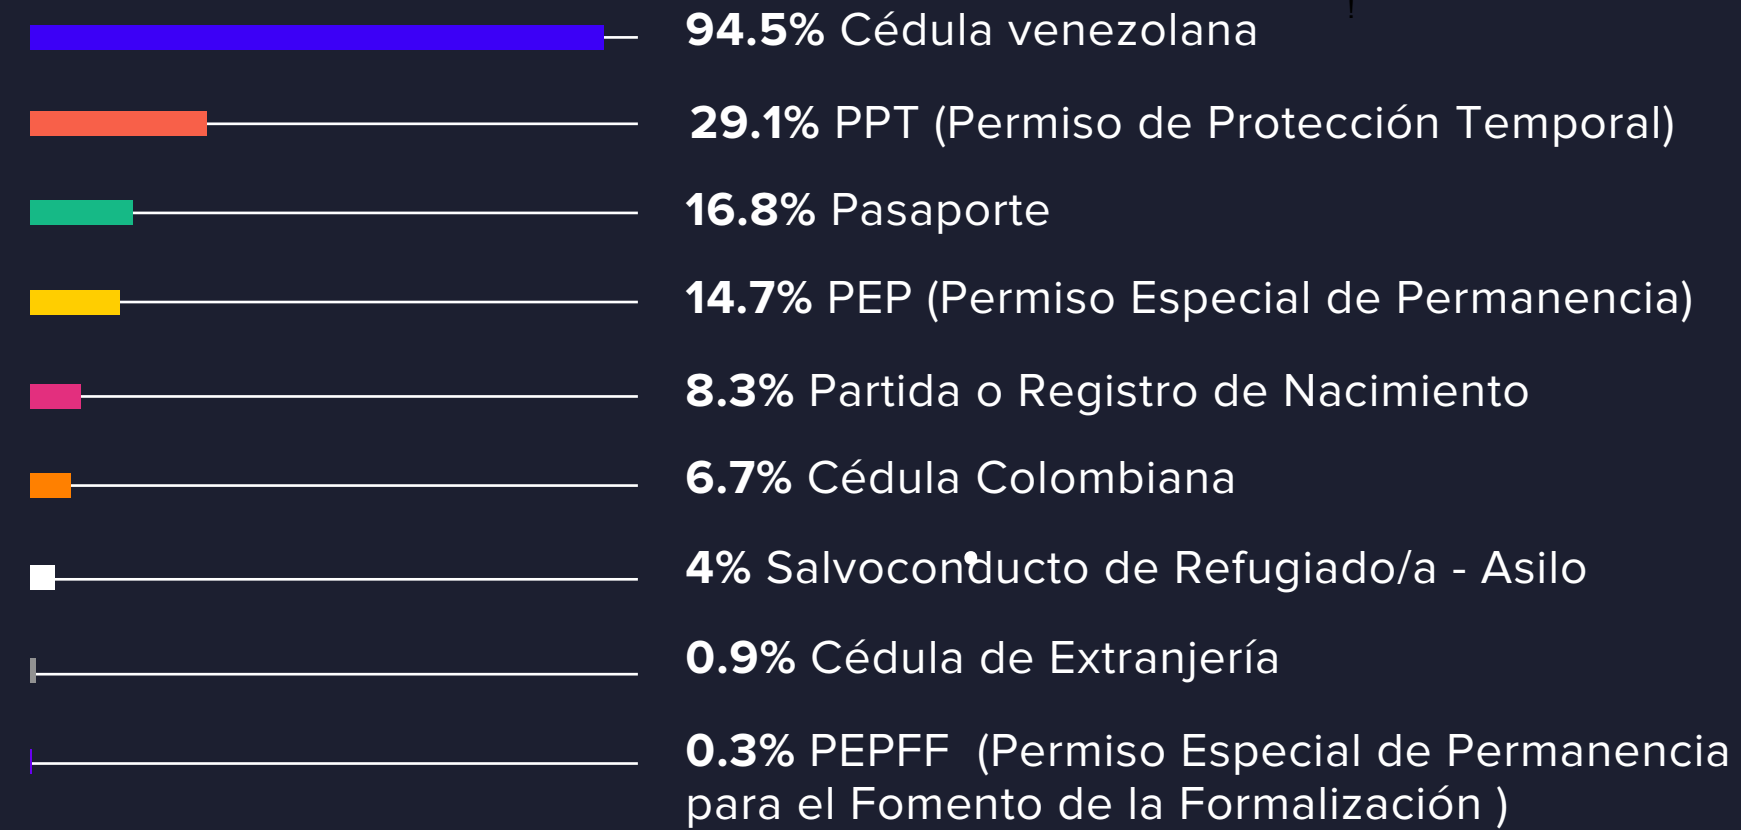 94.5% Cédula venezolana
29.1% PPT (Permiso de Protección Temporal)
16.8% Pasaporte
14.7% PEP (Permiso Especial de Permanencia)
8.3% Partida o Registro de Nacimiento
6.7% Cédula Colombiana
4% Salvoconducto de Refugiado/a - Asilo
0.9% Cédula de Extranjería
0.3% PEPFF (Permiso Especial de Permanencia
para el Fomento de la Formalización )